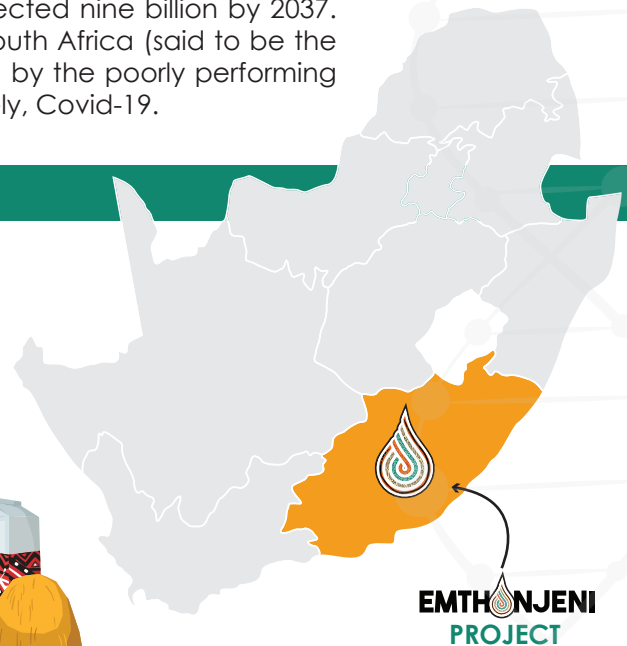 ected nine billion by 2037.
outh Africa (said to be the
by the poorly performing
ly, Covid-19.
EMTHONJENI
PROJECT